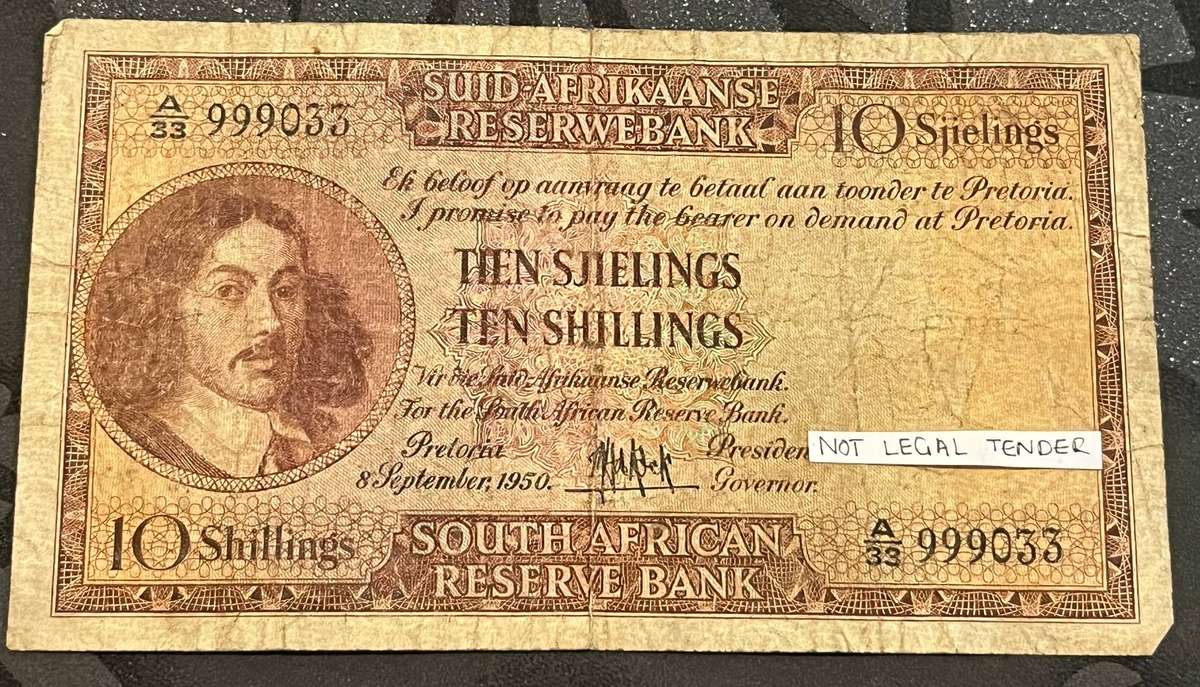 SUID-AFRIKAANSE
RESERWEBANK
A/33 999033
10 Sjielings
Ek beloof op aanvraag te betaal aan toonder te Pretoria.
I promise to pay the bearer on demand at Pretoria.
TIEN SJIELINGS
TEN SHILLINGS
Vir die Suid-Afrikaanse Reserwebank.
For the South African Reserve Bank.
Pretoria
8 September, 1950.
President
Governor.
NOT LEGAL TENDER
10 Shillings
SOUTH AFRICAN
RESERVE BANK
A/33 999033